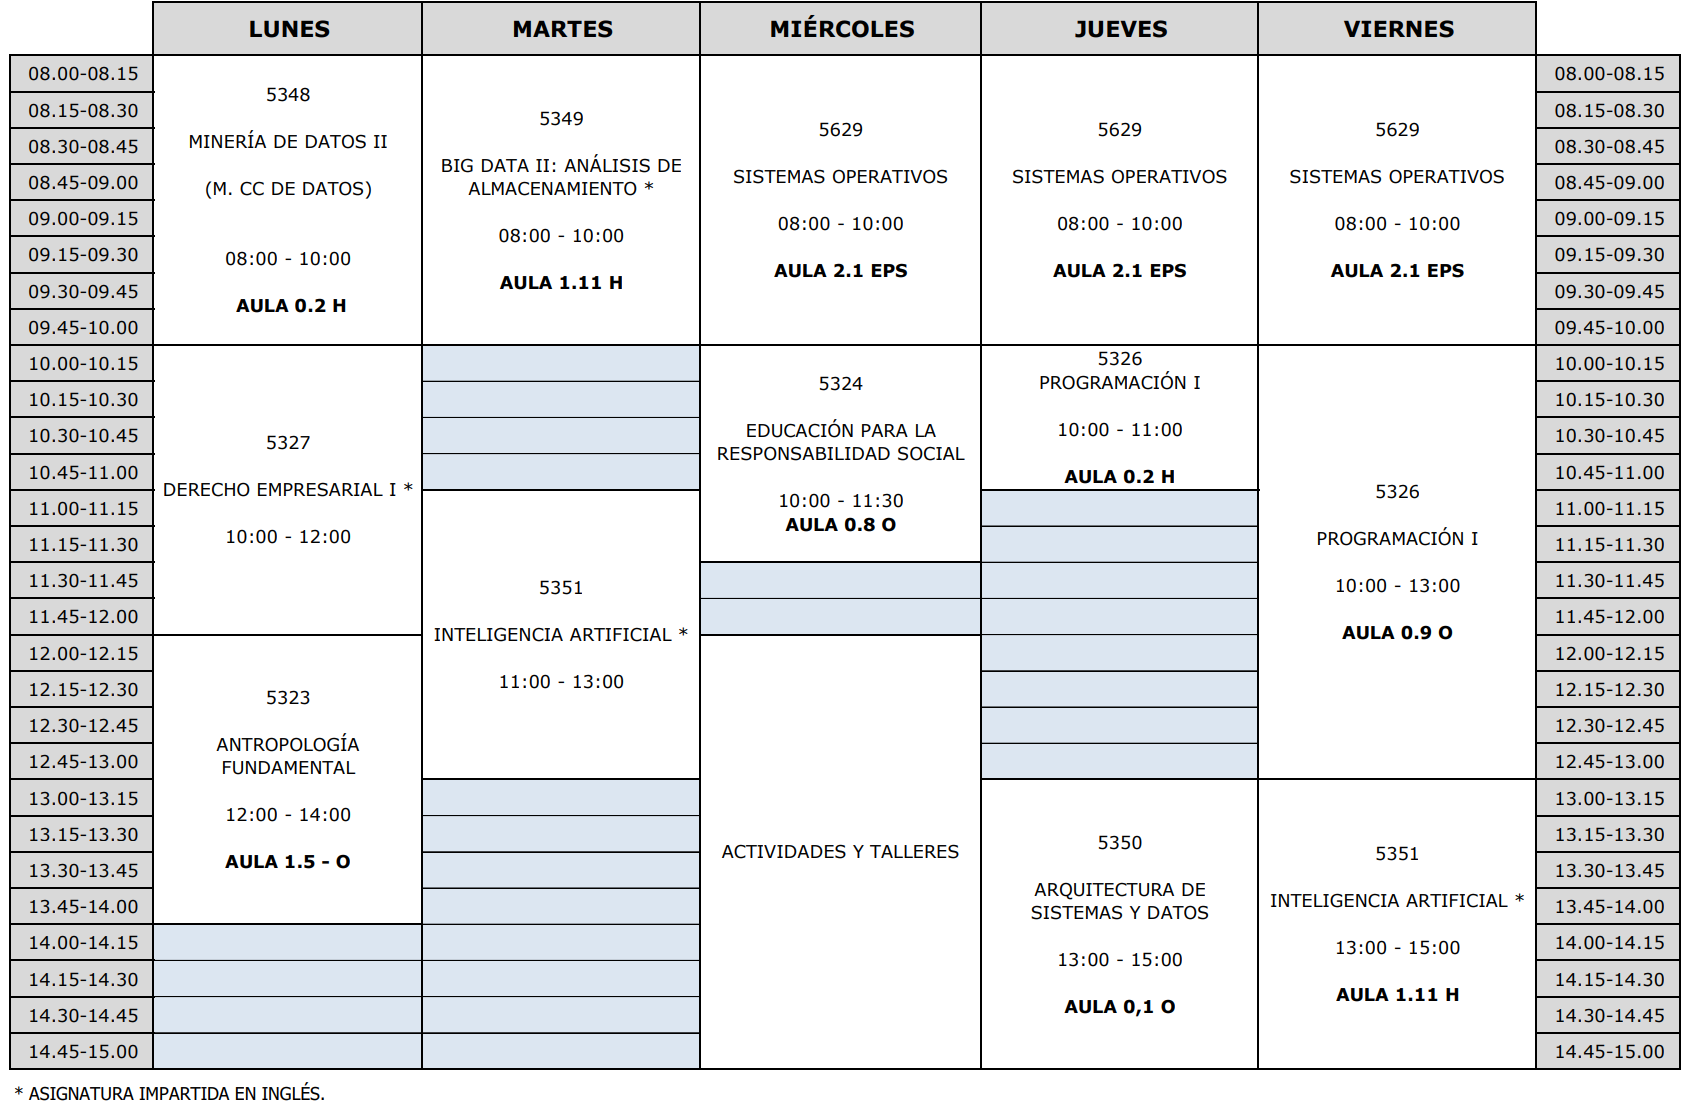 LUNES MARTES MIÉRCOLES JUEVES VIERNES
08.00-08.15
08.15-08.30
08.30-08.45
08.45-09.00
09.00-09.15
09.15-09.30
09.30-09.45
09.45-10.00
10.00-10.15
10.15-10.30
10.30-10.45
10.45-11.00
11.00-11.15
11.15-11.30
11.30-11.45
11.45-12.00
12.00-12.15
12.15-12.30
12.30-12.45
12.45-13.00
13.00-13.15
13.15-13.30
13.30-13.45
13.45-14.00
14.00-14.15
14.15-14.30
14.30-14.45
14.45-15.00
5348
MINERÍA DE DATOS II
(M. CC DE DATOS)
08:00 - 10:00
AULA 0.2 H
5327
DERECHO EMPRESARIAL I *
10:00 - 12:00
5323
ANTROPOLOGÍA
FUNDAMENTAL
12:00 - 14:00
AULA 1.5 - O
5349
BIG DATA II: ANÁLISIS DE
ALMACENAMIENTO *
08:00 - 10:00
AULA 1.11 H
5351
INTELIGENCIA ARTIFICIAL *
11:00 - 13:00
5629
SISTEMAS OPERATIVOS
08:00 - 10:00
AULA 2.1 EPS
5324
EDUCACIÓN PARA LA
RESPONSABILIDAD SOCIAL
10:00 - 11:30
AULA 0.8 O
ACTIVIDADES Y TALLERES
5629
SISTEMAS OPERATIVOS
08:00 - 10:00
AULA 2.1 EPS
5326
PROGRAMACIÓN I
10:00 - 11:00
AULA 0.2 H
5350
ARQUITECTURA DE
SISTEMAS Y DATOS
13:00 - 15:00
AULA 0,1 O
5629
SISTEMAS OPERATIVOS
08:00 - 10:00
AULA 2.1 EPS
5326
PROGRAMACIÓN I
10:00 - 13:00
AULA 0.9 O
5351
INTELIGENCIA ARTIFICIAL *
13:00 - 15:00
AULA 1.11 H
08.00-08.15
08.15-08.30
08.30-08.45
08.45-09.00
09.00-09.15
09.15-09.30
09.30-09.45
09.45-10.00
10.00-10.15
10.15-10.30
10.30-10.45
10.45-11.00
11.00-11.15
11.15-11.30
11.30-11.45
11.45-12.00
12.00-12.15
12.15-12.30
12.30-12.45
12.45-13.00
13.00-13.15
13.15-13.30
13.30-13.45
13.45-14.00
14.00-14.15
14.15-14.30
14.30-14.45
14.45-15.00
* ASIGNATURA IMPARTIDA EN INGLÉS.